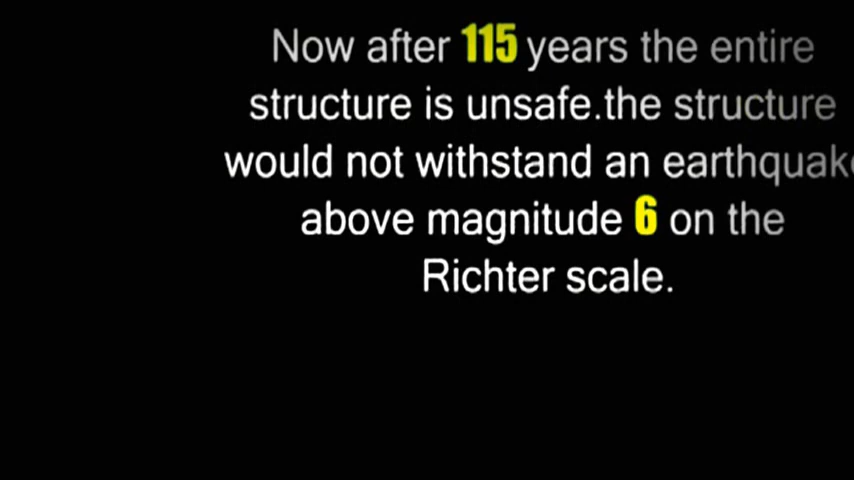 Now after 115 years the entire
structure is unsafe.the structure
would not withstand an earthquake
above magnitude 6 on the
Richter scale.